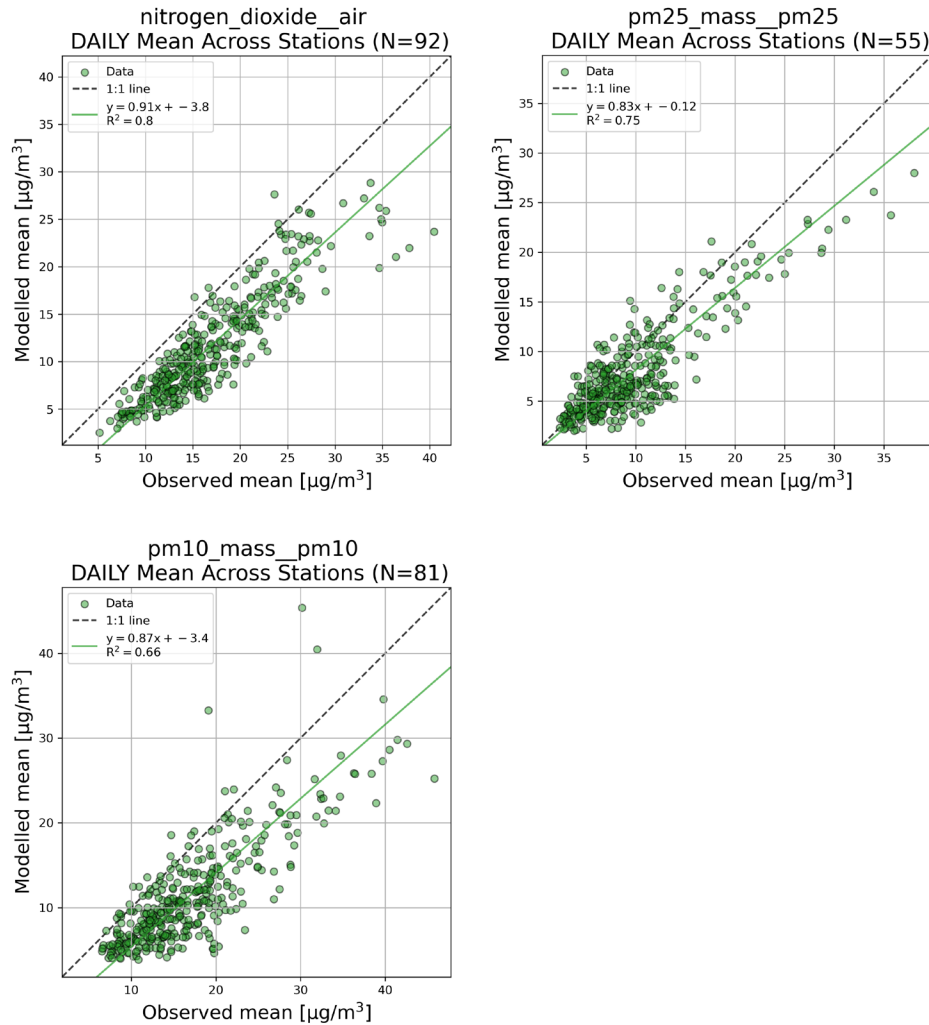 nitrogen_dioxide__air
DAILY Mean Across Stations (N=92)
Data
1:1 line
y = 0.91x + −3.8
R² = 0.8
40
35
30
25
20
15
10
5
Modelled mean [µg/m³]
5 10 15 20 25 30 35 40
Observed mean [µg/m³]
pm25_mass__pm25
DAILY Mean Across Stations (N=55)
Data
1:1 line
y = 0.83x + −0.12
R² = 0.75
35
30
25
20
15
10
5
Modelled mean [µg/m³]
5 10 15 20 25 30 35
Observed mean [µg/m³]
pm10_mass__pm10
DAILY Mean Across Stations (N=81)
Data
1:1 line
y = 0.87x + −3.4
R² = 0.66
40
30
20
10
Modelled mean [µg/m³]
10 20 30 40
Observed mean [µg/m³]